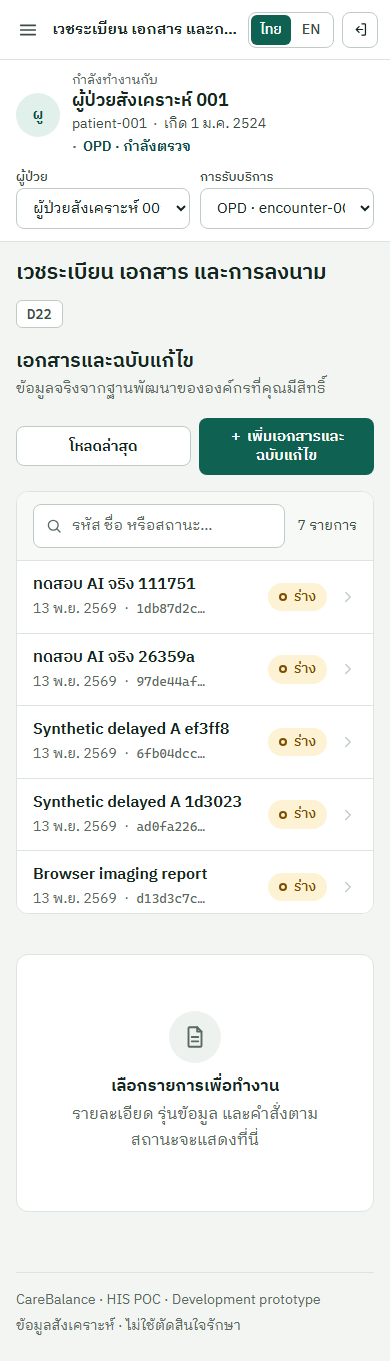 เวชระเบียน เอกสาร และก...
ไทย
EN
กำลังทำงานกับ
ผู้
ผู้ป่วยสังเคราะห์ 001
patient-001 · เกิด 1 ม.ค. 2524
· OPD · กำลังตรวจ
ผู้ป่วย
การรับบริการ
ผู้ป่วยสังเคราะห์ 00
OPD · encounter-00
เวชระเบียน เอกสาร และการลงนาม
D22
เอกสารและฉบับแก้ไข
ข้อมูลจริงจากฐานพัฒนาขององค์กรที่คุณมีสิทธิ์
โหลดล่าสุด
+ เพิ่มเอกสารและ
ฉบับแก้ไข
รหัส ชื่อ หรือสถานะ...
7 รายการ
ทดสอบ AI จริง 111751
13 พ.ย. 2569 · 1db87d2c…
ร่าง
ทดสอบ AI จริง 26359a
13 พ.ย. 2569 · 97de44af…
ร่าง
Synthetic delayed A ef3ff8
13 พ.ย. 2569 · 6fb04dcc…
ร่าง
Synthetic delayed A 1d3023
13 พ.ย. 2569 · ad0fa226…
ร่าง
Browser imaging report
13 พ.ย. 2569 · d13d3c7c…
ร่าง
เลือกรายการเพื่อทำงาน
รายละเอียด รุ่นข้อมูล และคำสั่งตาม
สถานะจะแสดงที่นี่
CareBalance · HIS POC · Development prototype
ข้อมูลสังเคราะห์ · ไม่ใช้ตัดสินใจรักษา